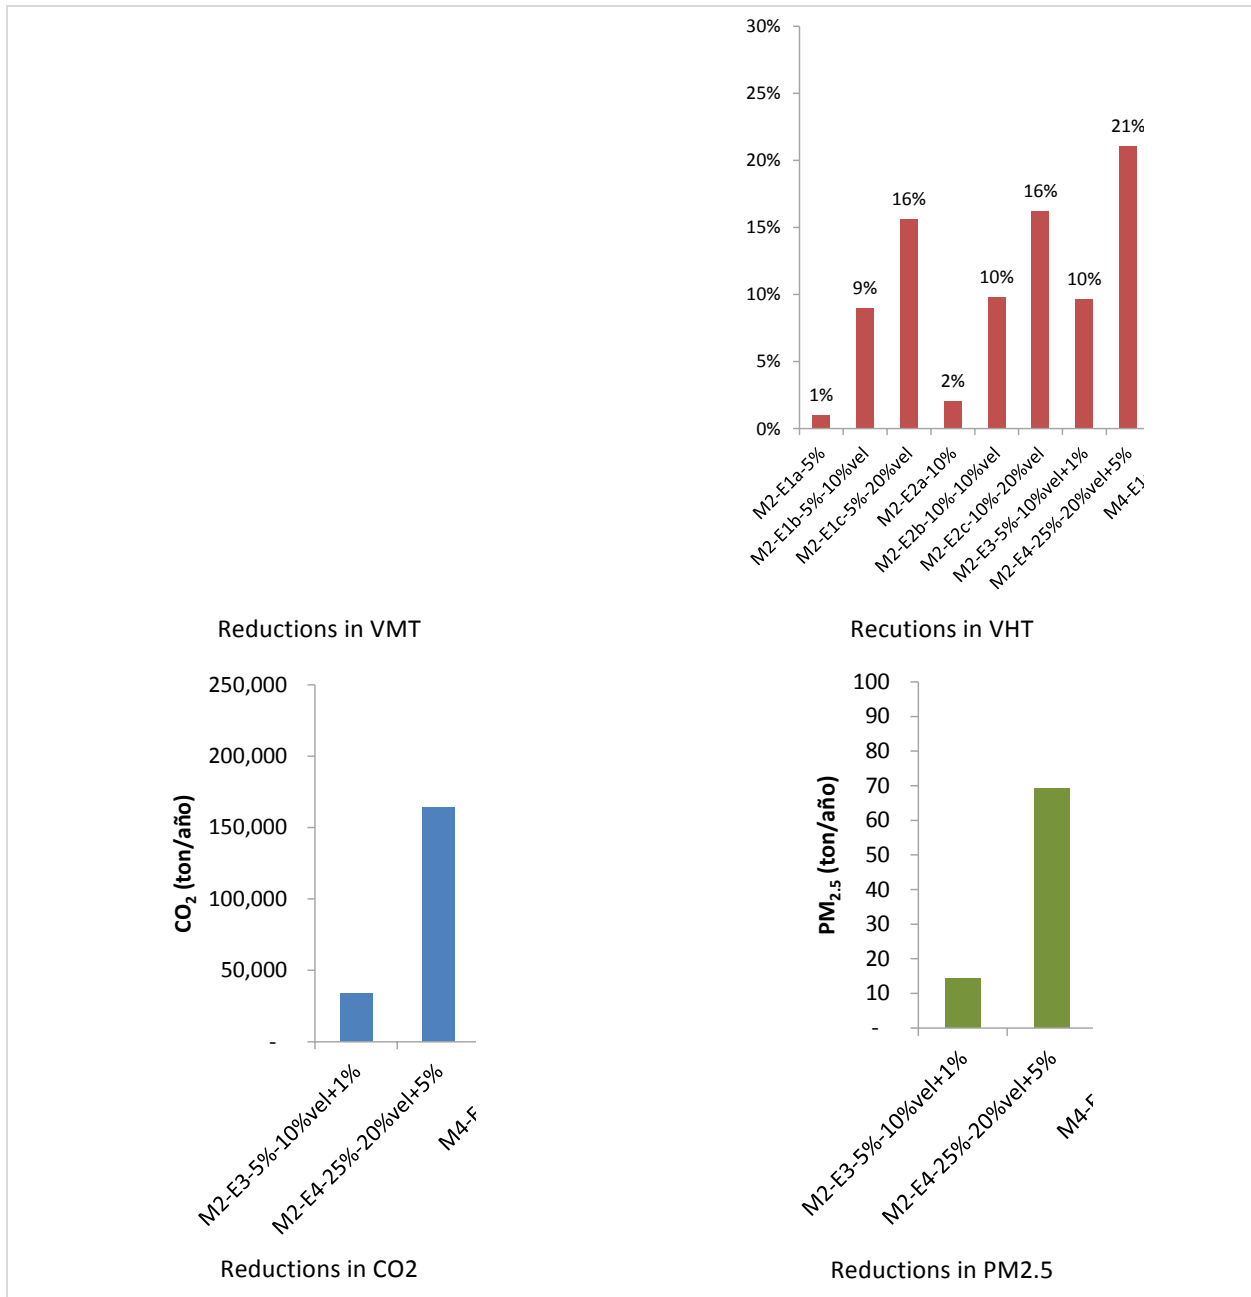 30%
25%
20%
15%
10%
5%
0%
1%
9%
16%
2%
10%
16%
10%
21%
M2-E1a-5%
M2-E1b-5%-10%vel
M2-E1c-5%-20%vel
M2-E2a-10%
M2-E2b-10%-10%vel
M2-E2c-10%-20%vel
M2-E3-5%-10%vel+1%
M2-E4-25%-20%vel+5%
M4-E1
Reductions in VMT
Recutions in VHT
250,000
200,000
150,000
100,000
50,000
-
CO2 (ton/año)
M2-E3-5%-10%vel+1%
M2-E4-25%-20%vel+5%
Reductions in CO2
100
90
80
70
60
50
40
30
20
10
-
PM2.5 (ton/año)
M2-E3-5%-10%vel+1%
M2-E4-25%-20%vel+5%
Reductions in PM2.5